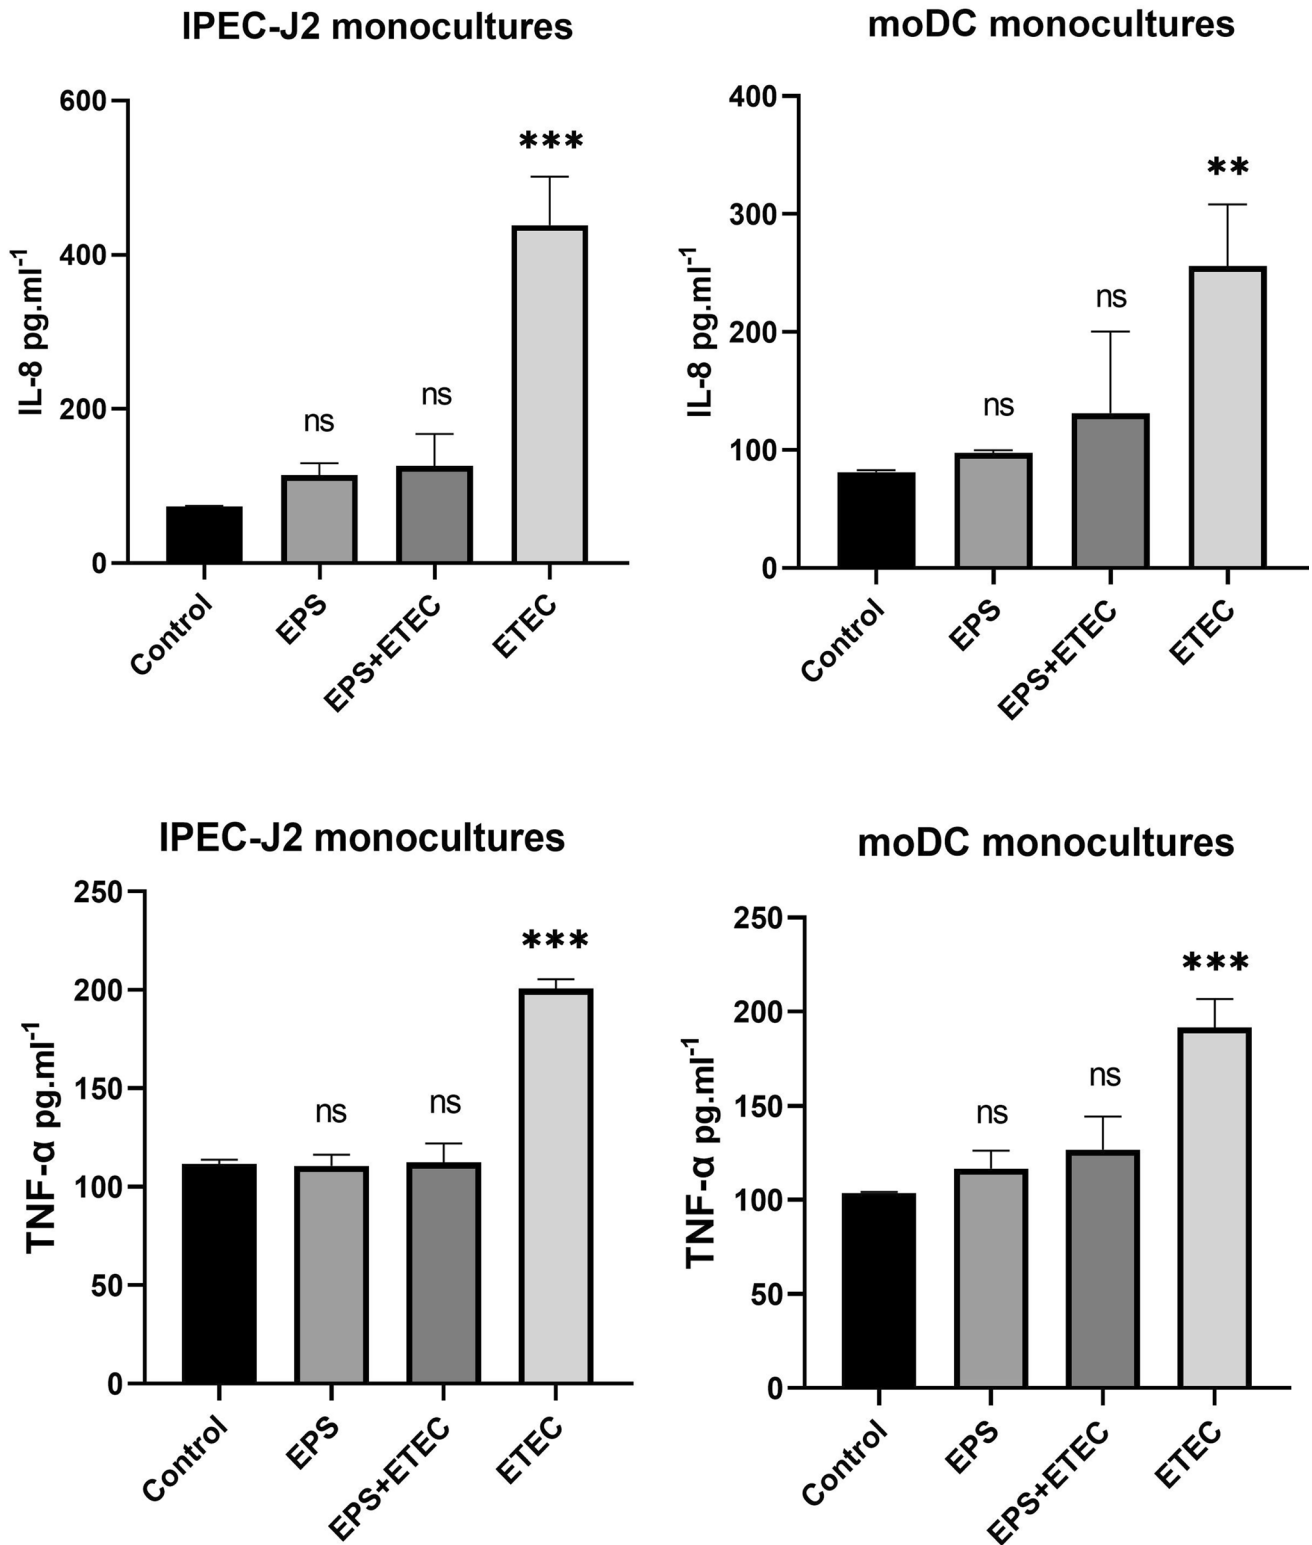 IPEC-J2 monocultures
IL-8 pg.ml-1
600
400
200
0
ns
ns
***
Control
EPS
EPS+ETEC
ETEC
moDC monocultures
IL-8 pg.ml-1
400
300
200
100
0
ns
ns
**
Control
EPS
EPS+ETEC
ETEC
IPEC-J2 monocultures
TNF-α pg.ml-1
250
200
150
100
50
0
ns
ns
***
Control
EPS
EPS+ETEC
ETEC
moDC monocultures
TNF-α pg.ml-1
250
200
150
100
50
0
ns
ns
***
Control
EPS
EPS+ETEC
ETEC